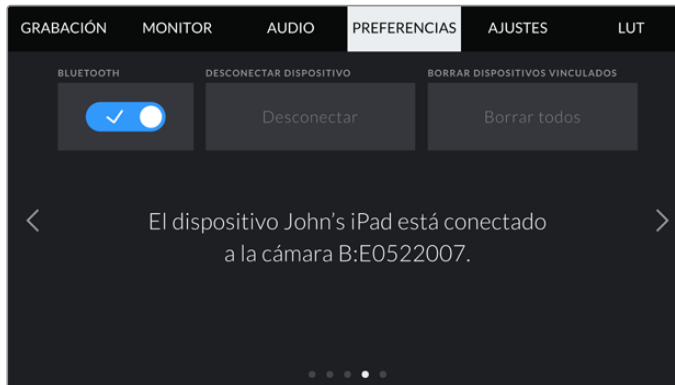 GRABACIÓN MONITOR AUDIO PREFERENCIAS AJUSTES LUT
BLUETOOTH DESCONECTAR DISPOSITIVO BORRAR DISPOSITIVOS VINCULADOS
Desconectar Borrar todos
El dispositivo John's iPad está conectado
a la cámara B:E0522007.